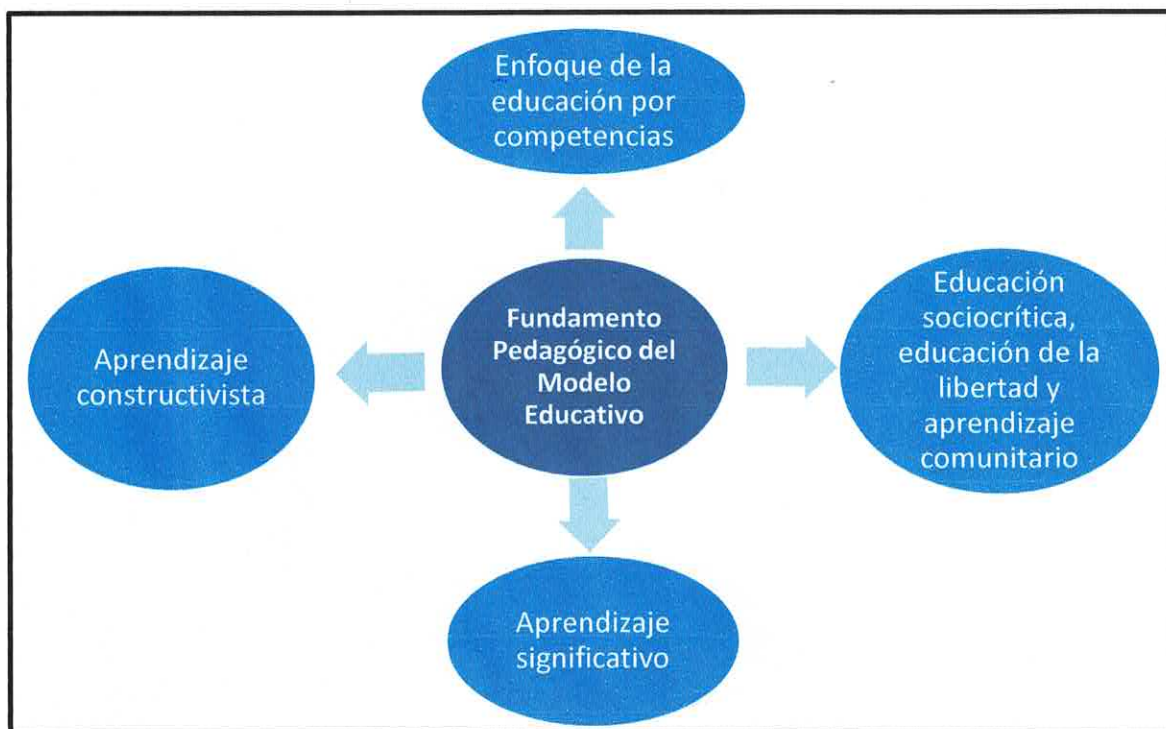 Enfoque de la
educación por
competencias
Aprendizaje
constructivista
Fundamento
Pedagógico del
Modelo
Educativo
Educación
sociocrítica,
educación de la
libertad y
aprendizaje
comunitario
Aprendizaje
significativo